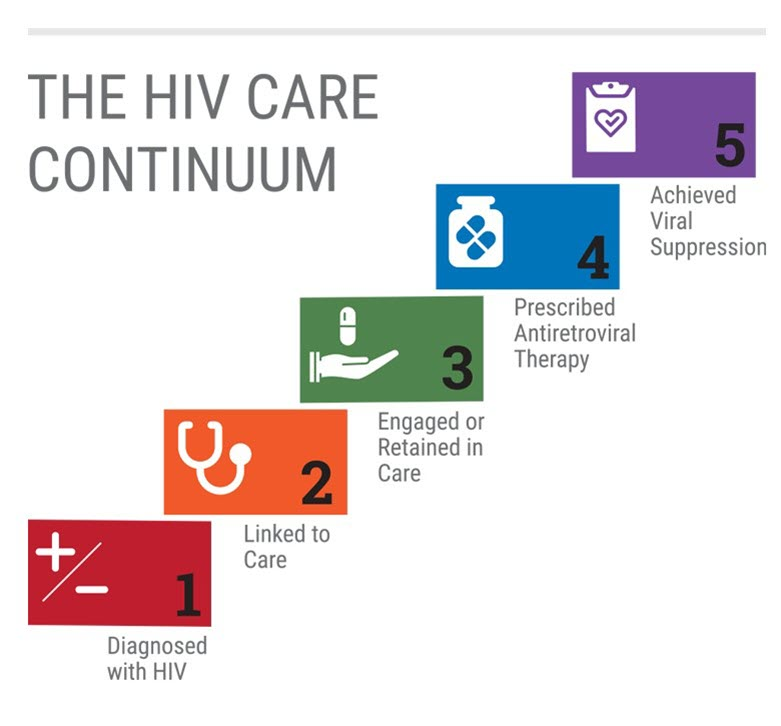 THE HIV CARE
CONTINUUM
5
Achieved
Viral
Suppression
4
Prescribed
Antiretroviral
Therapy
3
Engaged or
Retained in
Care
2
Linked to
Care
1
Diagnosed
with HIV